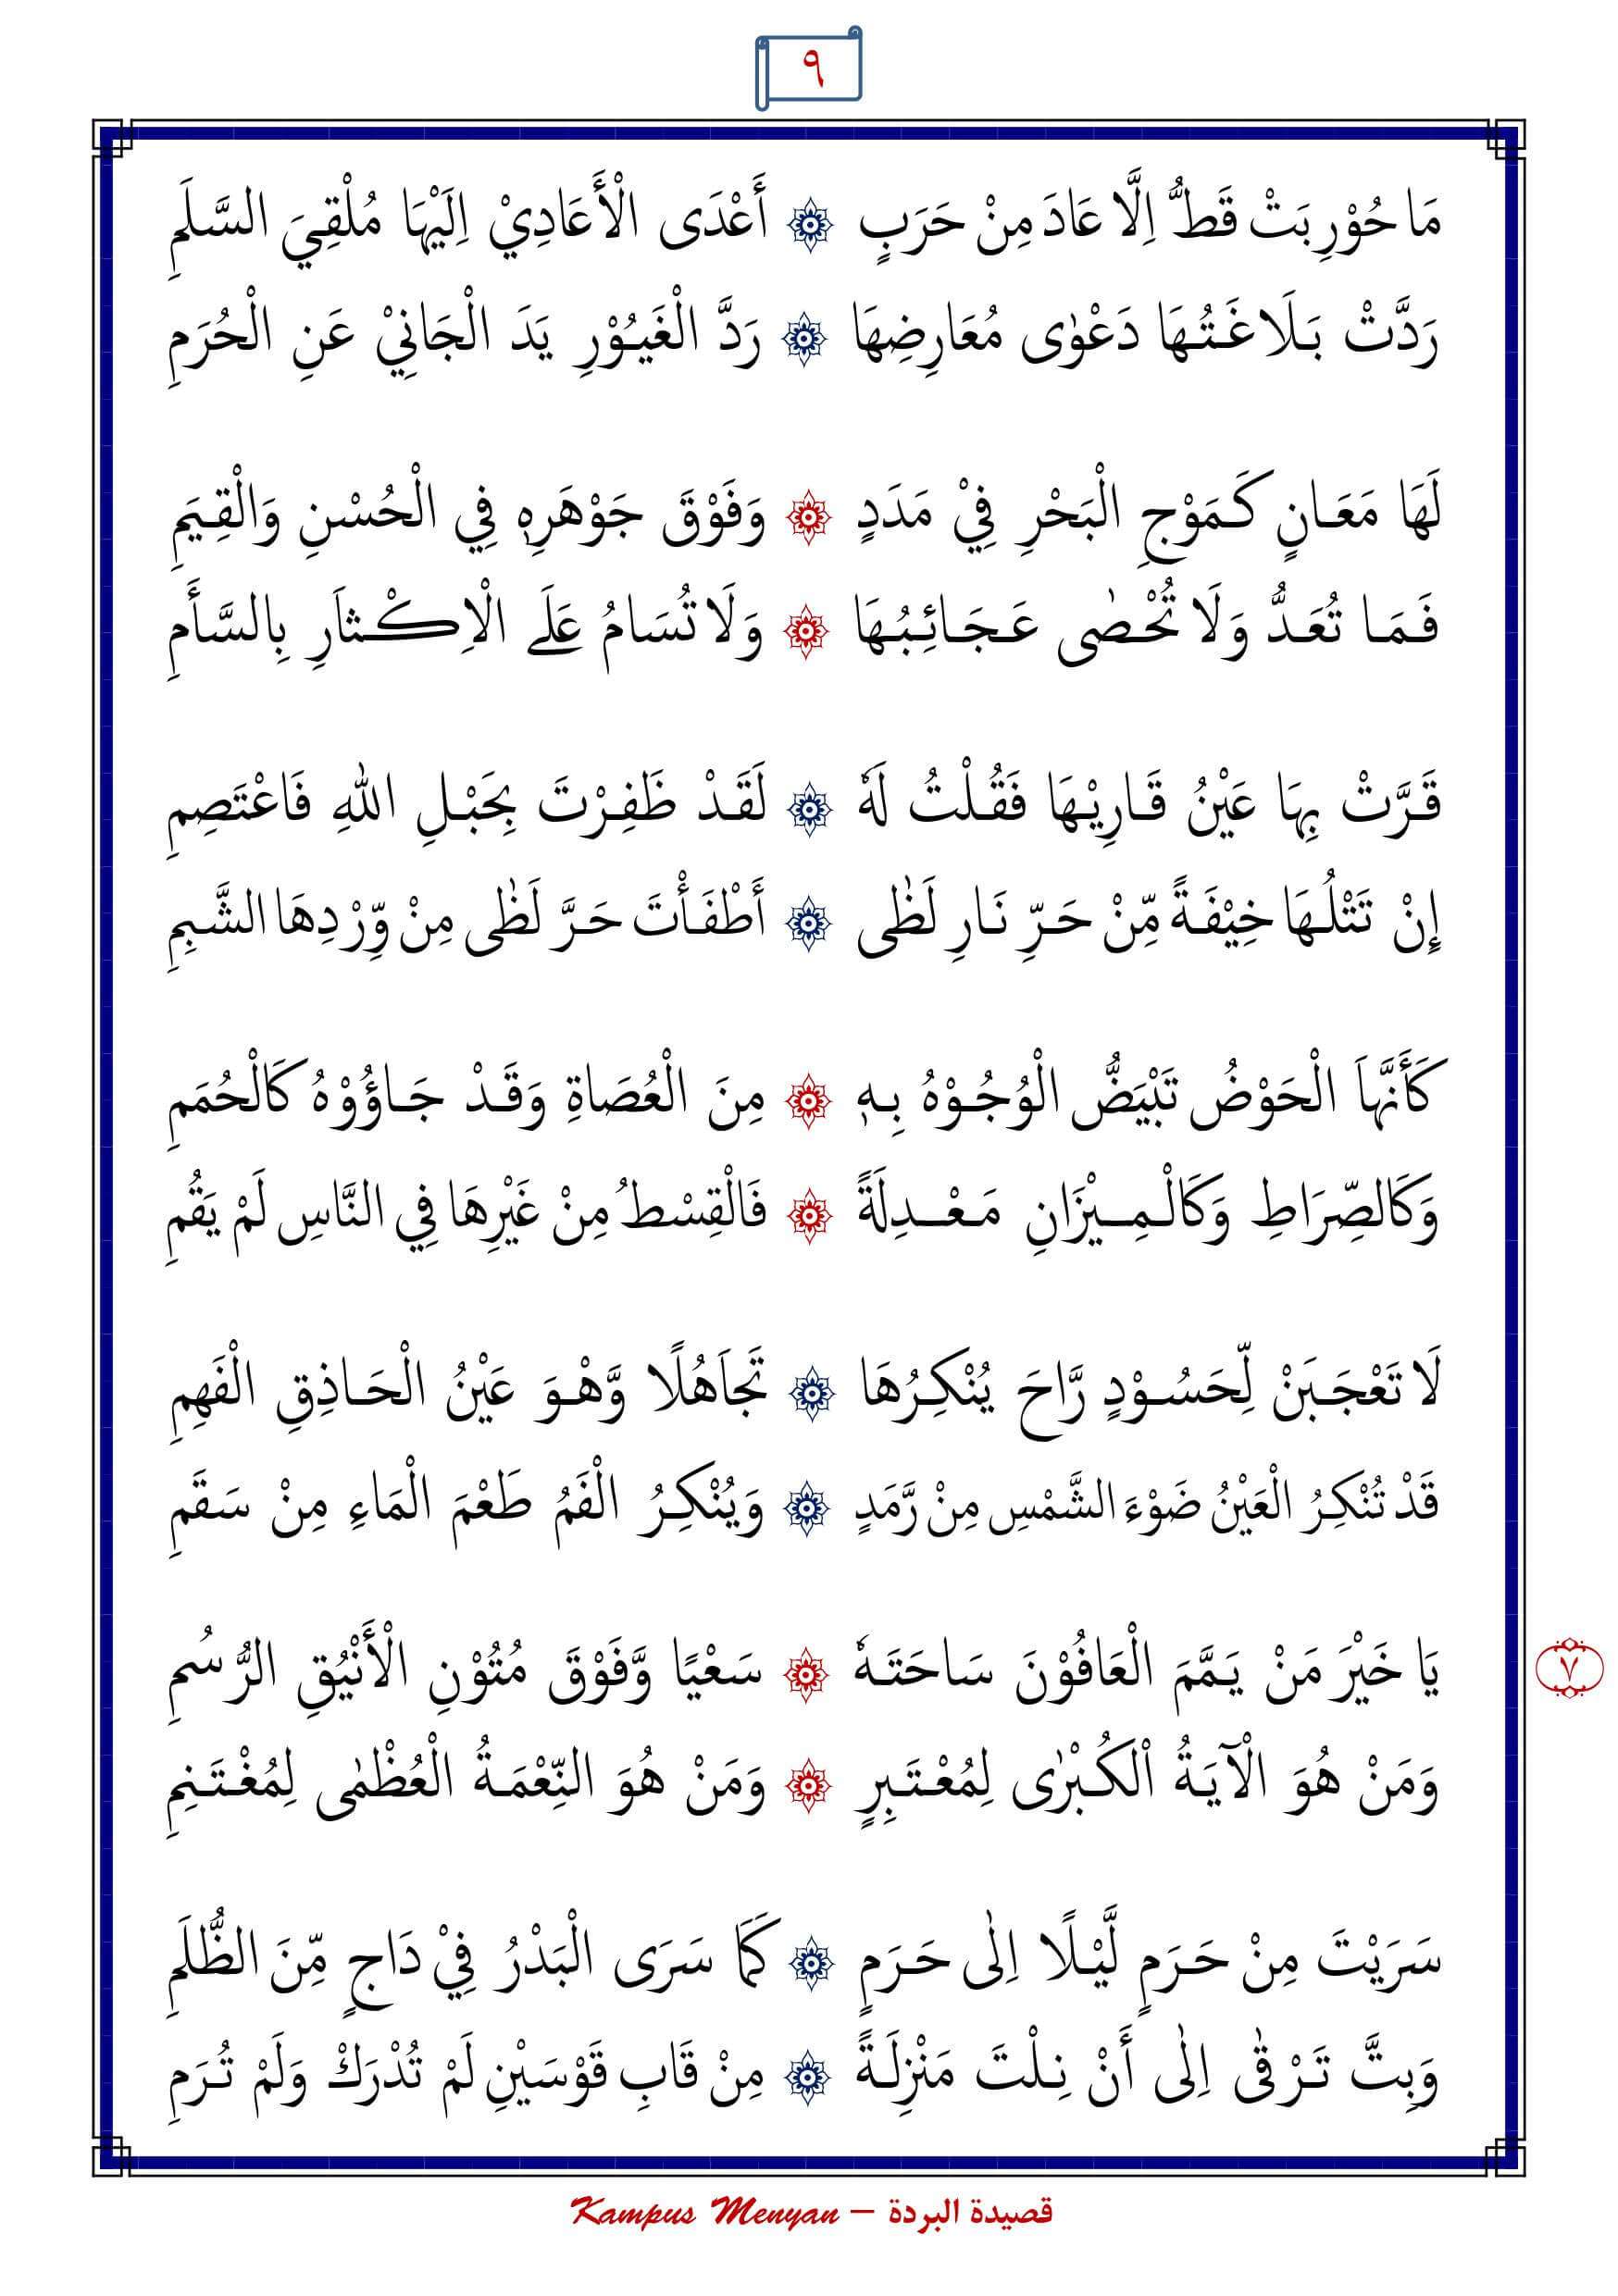 ٩
مَا حُوْرِبَتْ قَطُّ اِلَّا عَادَ مِنْ حَرَبٍ ۞ أَعْدَى الْأَعَادِيْ اِلَيْهَا مُلْقِيَ السَّلَمِ
رَدَّتْ بَلَاغَتُهَا دَعْوٰى مُعَارِضِهَا ۞ رَدَّ الْغَيُوْرِ يَدَ الْجَانِيْ عَنِ الْحُرَمِ
لَهَا مَعَانٍ كَمَوْجِ الْبَحْرِ فِيْ مَدَدٍ ۞ وَفَوْقَ جَوْهَرِهٖ فِي الْحُسْنِ وَالْقِيَمِ
فَمَا تُعَدُّ وَلَا تُحْصٰى عَجَائِبُهَا ۞ وَلَا تُسَامُ عَلَى الْاِكْثَارِ بِالسَّأَمِ
قَرَّتْ بِهَا عَيْنُ قَارِيْهَا فَقُلْتُ لَهٗ ۞ لَقَدْ ظَفِرْتَ بِحَبْلِ اللهِ فَاعْتَصِمِ
إِنْ تَتْلُهَا خِيْفَةً مِّنْ حَرِّ نَارِ لَظٰى ۞ أَطْفَأْتَ حَرَّ لَظٰى مِنْ وِّرْدِهَا الشَّبِمِ
كَأَنَّهَا الْحَوْضُ تَبْيَضُّ الْوُجُوْهُ بِهٖ ۞ مِنَ الْعُصَاةِ وَقَدْ جَاؤُوْهُ كَالْحُمَمِ
وَكَالصِّرَاطِ وَكَالْمِيْزَانِ مَعْدِلَةً ۞ فَالْقِسْطُ مِنْ غَيْرِهَا فِي النَّاسِ لَمْ يَقُمِ
لَا تَعْجَبَنْ لِّحَسُوْدٍ رَّاحَ يُنْكِرُهَا ۞ تَجَاهُلًا وَّهْوَ عَيْنُ الْحَاذِقِ الْفَهِمِ
قَدْ تُنْكِرُ الْعَيْنُ ضَوْءَ الشَّمْسِ مِنْ رَّمَدٍ ۞ وَيُنْكِرُ الْفَمُ طَعْمَ الْمَاءِ مِنْ سَقَمِ
يَا خَيْرَ مَنْ يَمَّمَ الْعَافُوْنَ سَاحَتَهٗ ۞ سَعْيًا وَّفَوْقَ مُتُوْنِ الْأَنْيُقِ الرُّسُمِ
٧
وَمَنْ هُوَ الْآيَةُ الْكُبْرٰى لِمُعْتَبِرٍ ۞ وَمَنْ هُوَ النِّعْمَةُ الْعُظْمٰى لِمُغْتَنِمِ
سَرَيْتَ مِنْ حَرَمٍ لَّيْلًا اِلٰى حَرَمٍ ۞ كَمَا سَرَى الْبَدْرُ فِيْ دَاجٍ مِّنَ الظُّلَمِ
وَبِتَّ تَرْقٰى اِلٰى أَنْ نِلْتَ مَنْزِلَةً ۞ مِنْ قَابِ قَوْسَيْنِ لَمْ تُدْرَكْ وَلَمْ تُرَمِ
قصيدة البردة – Kampus Menyan